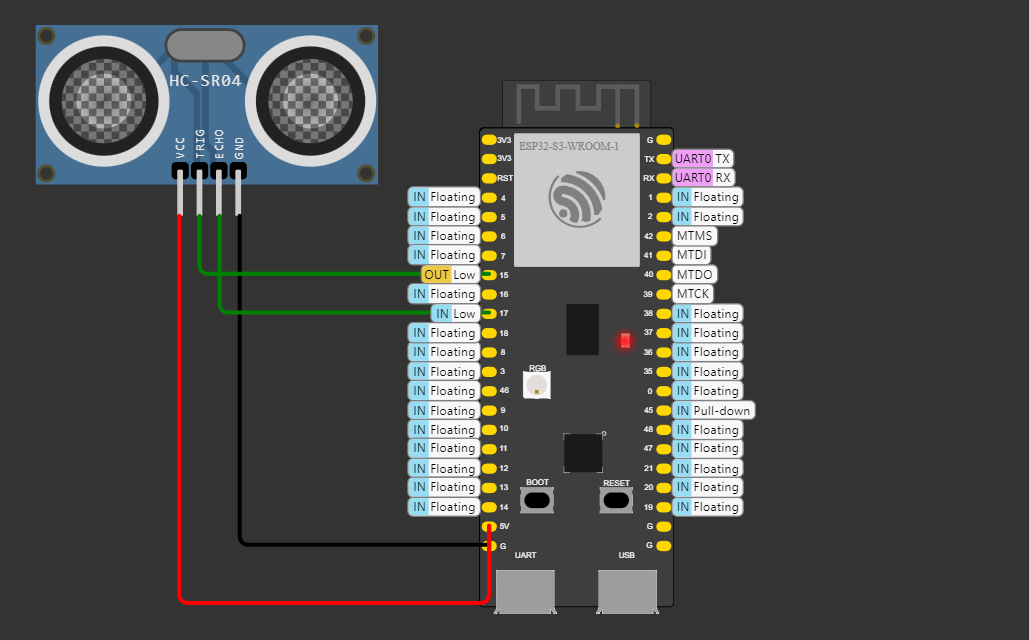 HC-SR04
VCC
TRIG
ECHO
GND
ESP32-S3-WROOM-1
3V3 G
3V3 TX UART0 TX
RST RX UART0 RX
IN Floating 4 1 IN Floating
IN Floating 5 2 IN Floating
IN Floating 6 42 MTMS
IN Floating 7 41 MTDI
OUT Low 15 40 MTDO
IN Floating 16 39 MTCK
IN Low 17 38 IN Floating
IN Floating 18 37 IN Floating
IN Floating 8 36 IN Floating
IN Floating 3 35 IN Floating
RGB
IN Floating 46 0 IN Floating
IN Floating 9 45 IN Pull-down
IN Floating 10 48 IN Floating
IN Floating 11 47 IN Floating
IN Floating 12 21 IN Floating
IN Floating 13 BOOT RESET 20 IN Floating
IN Floating 14 19 IN Floating
5V G
G G
UART USB